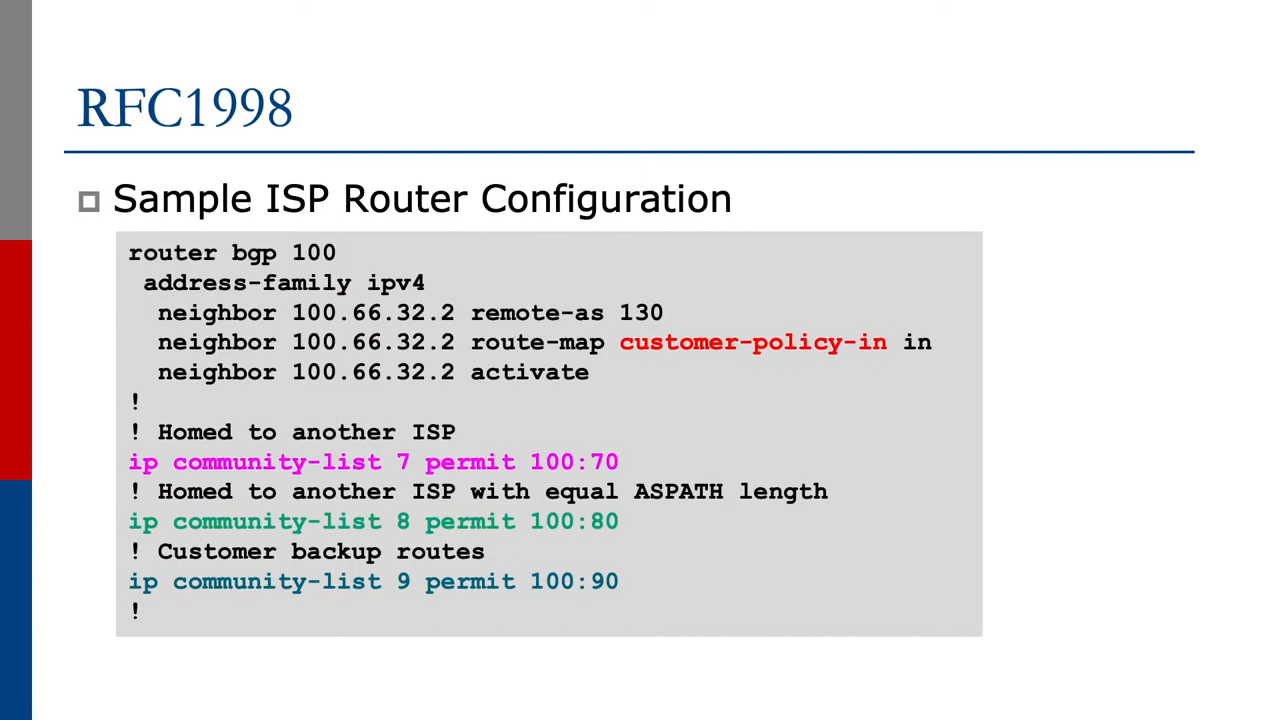 RFC1998
Sample ISP Router Configuration
router bgp 100
address-family ipv4
neighbor 100.66.32.2 remote-as 130
neighbor 100.66.32.2 route-map customer-policy-in in
neighbor 100.66.32.2 activate
!
! Homed to another ISP
ip community-list 7 permit 100:70
! Homed to another ISP with equal ASPATH length
ip community-list 8 permit 100:80
! Customer backup routes
ip community-list 9 permit 100:90
!